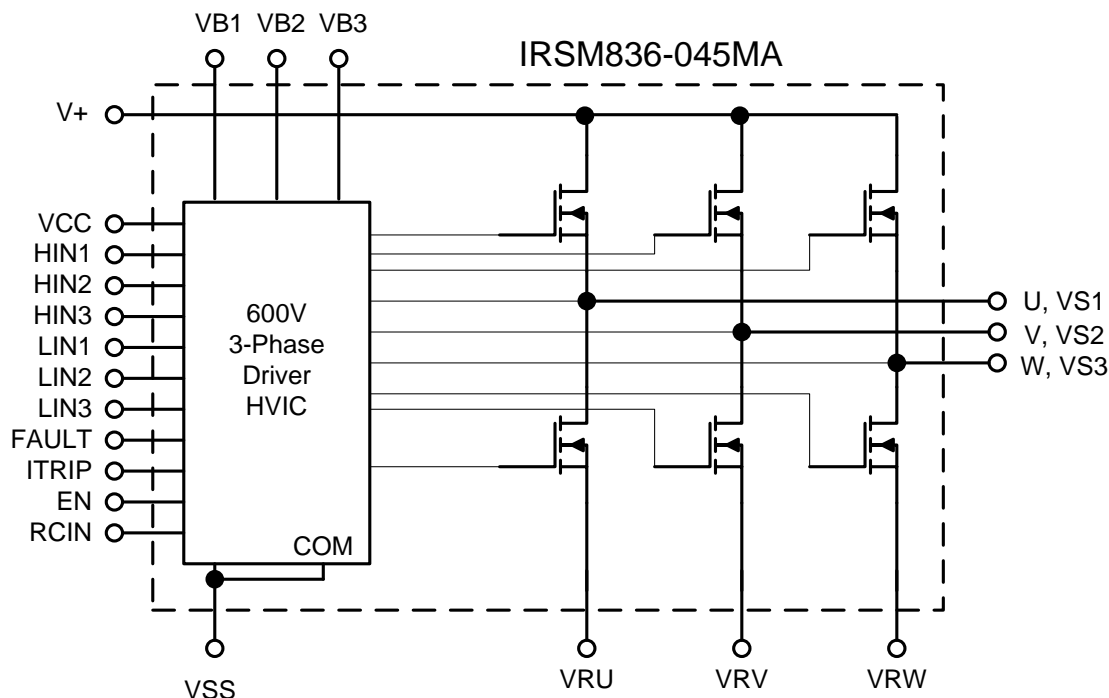 VB1 VB2 VB3
IRSM836-045MA
V+
VCC
HIN1
HIN2
HIN3
LIN1
LIN2
LIN3
FAULT
ITRIP
EN
RCIN
600V
3-Phase
Driver
HVIC
COM
U, VS1
V, VS2
W, VS3
VSS
VRU VRV VRW